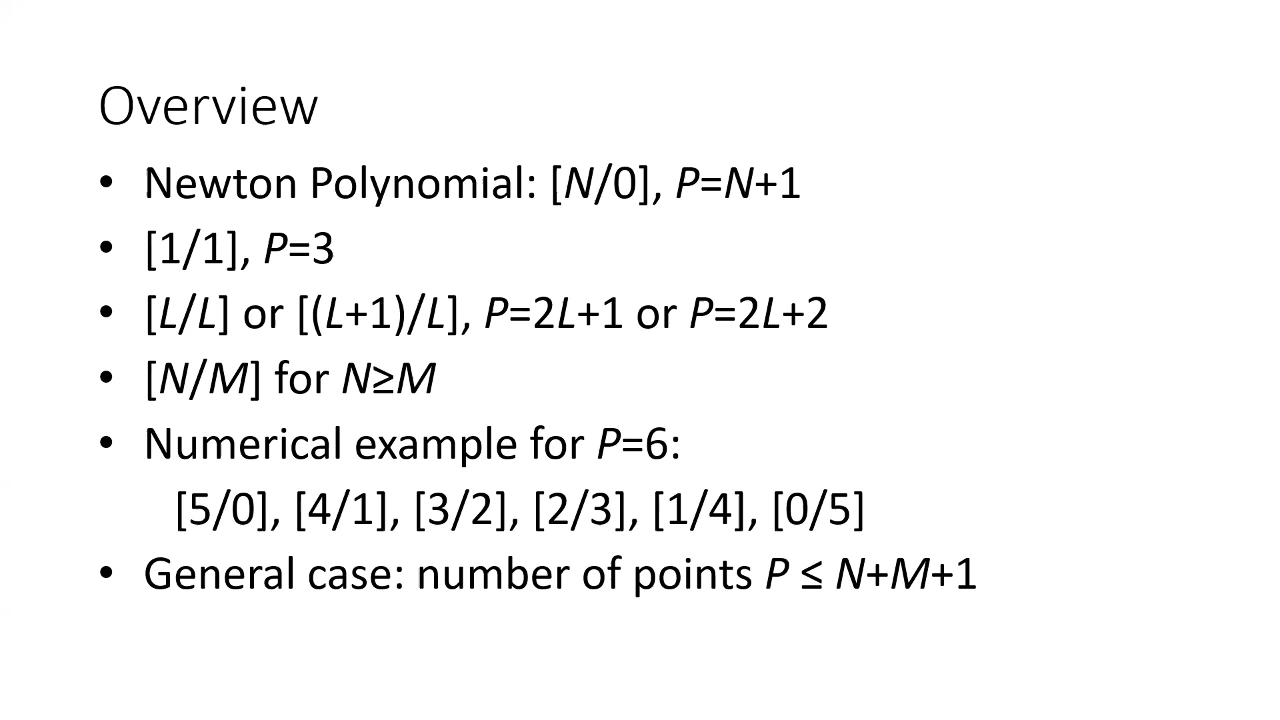 Overview
• Newton Polynomial: [N/0], P=N+1
• [1/1], P=3
• [L/L] or [(L+1)/L], P=2L+1 or P=2L+2
• [N/M] for N≥M
• Numerical example for P=6:
[5/0], [4/1], [3/2], [2/3], [1/4], [0/5]
• General case: number of points P ≤ N+M+1